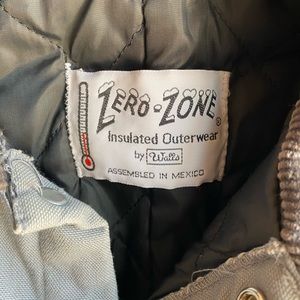 ZERO-ZONE®
Insulated Outerwear
by Walls
ASSEMBLED IN MEXICO